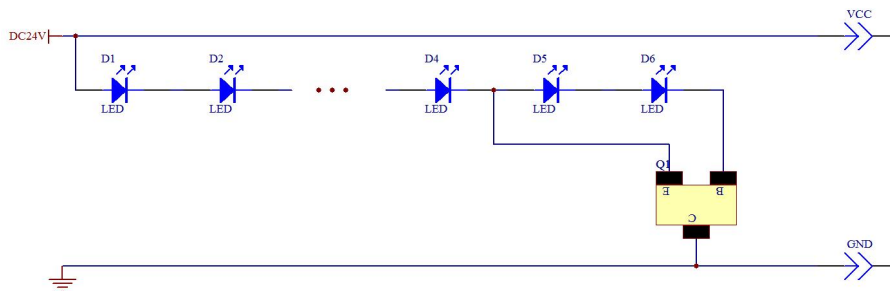 VCC
DC24V
D1 D2 D4 D5 D6
LED LED LED LED LED
Q1
E B
C
GND